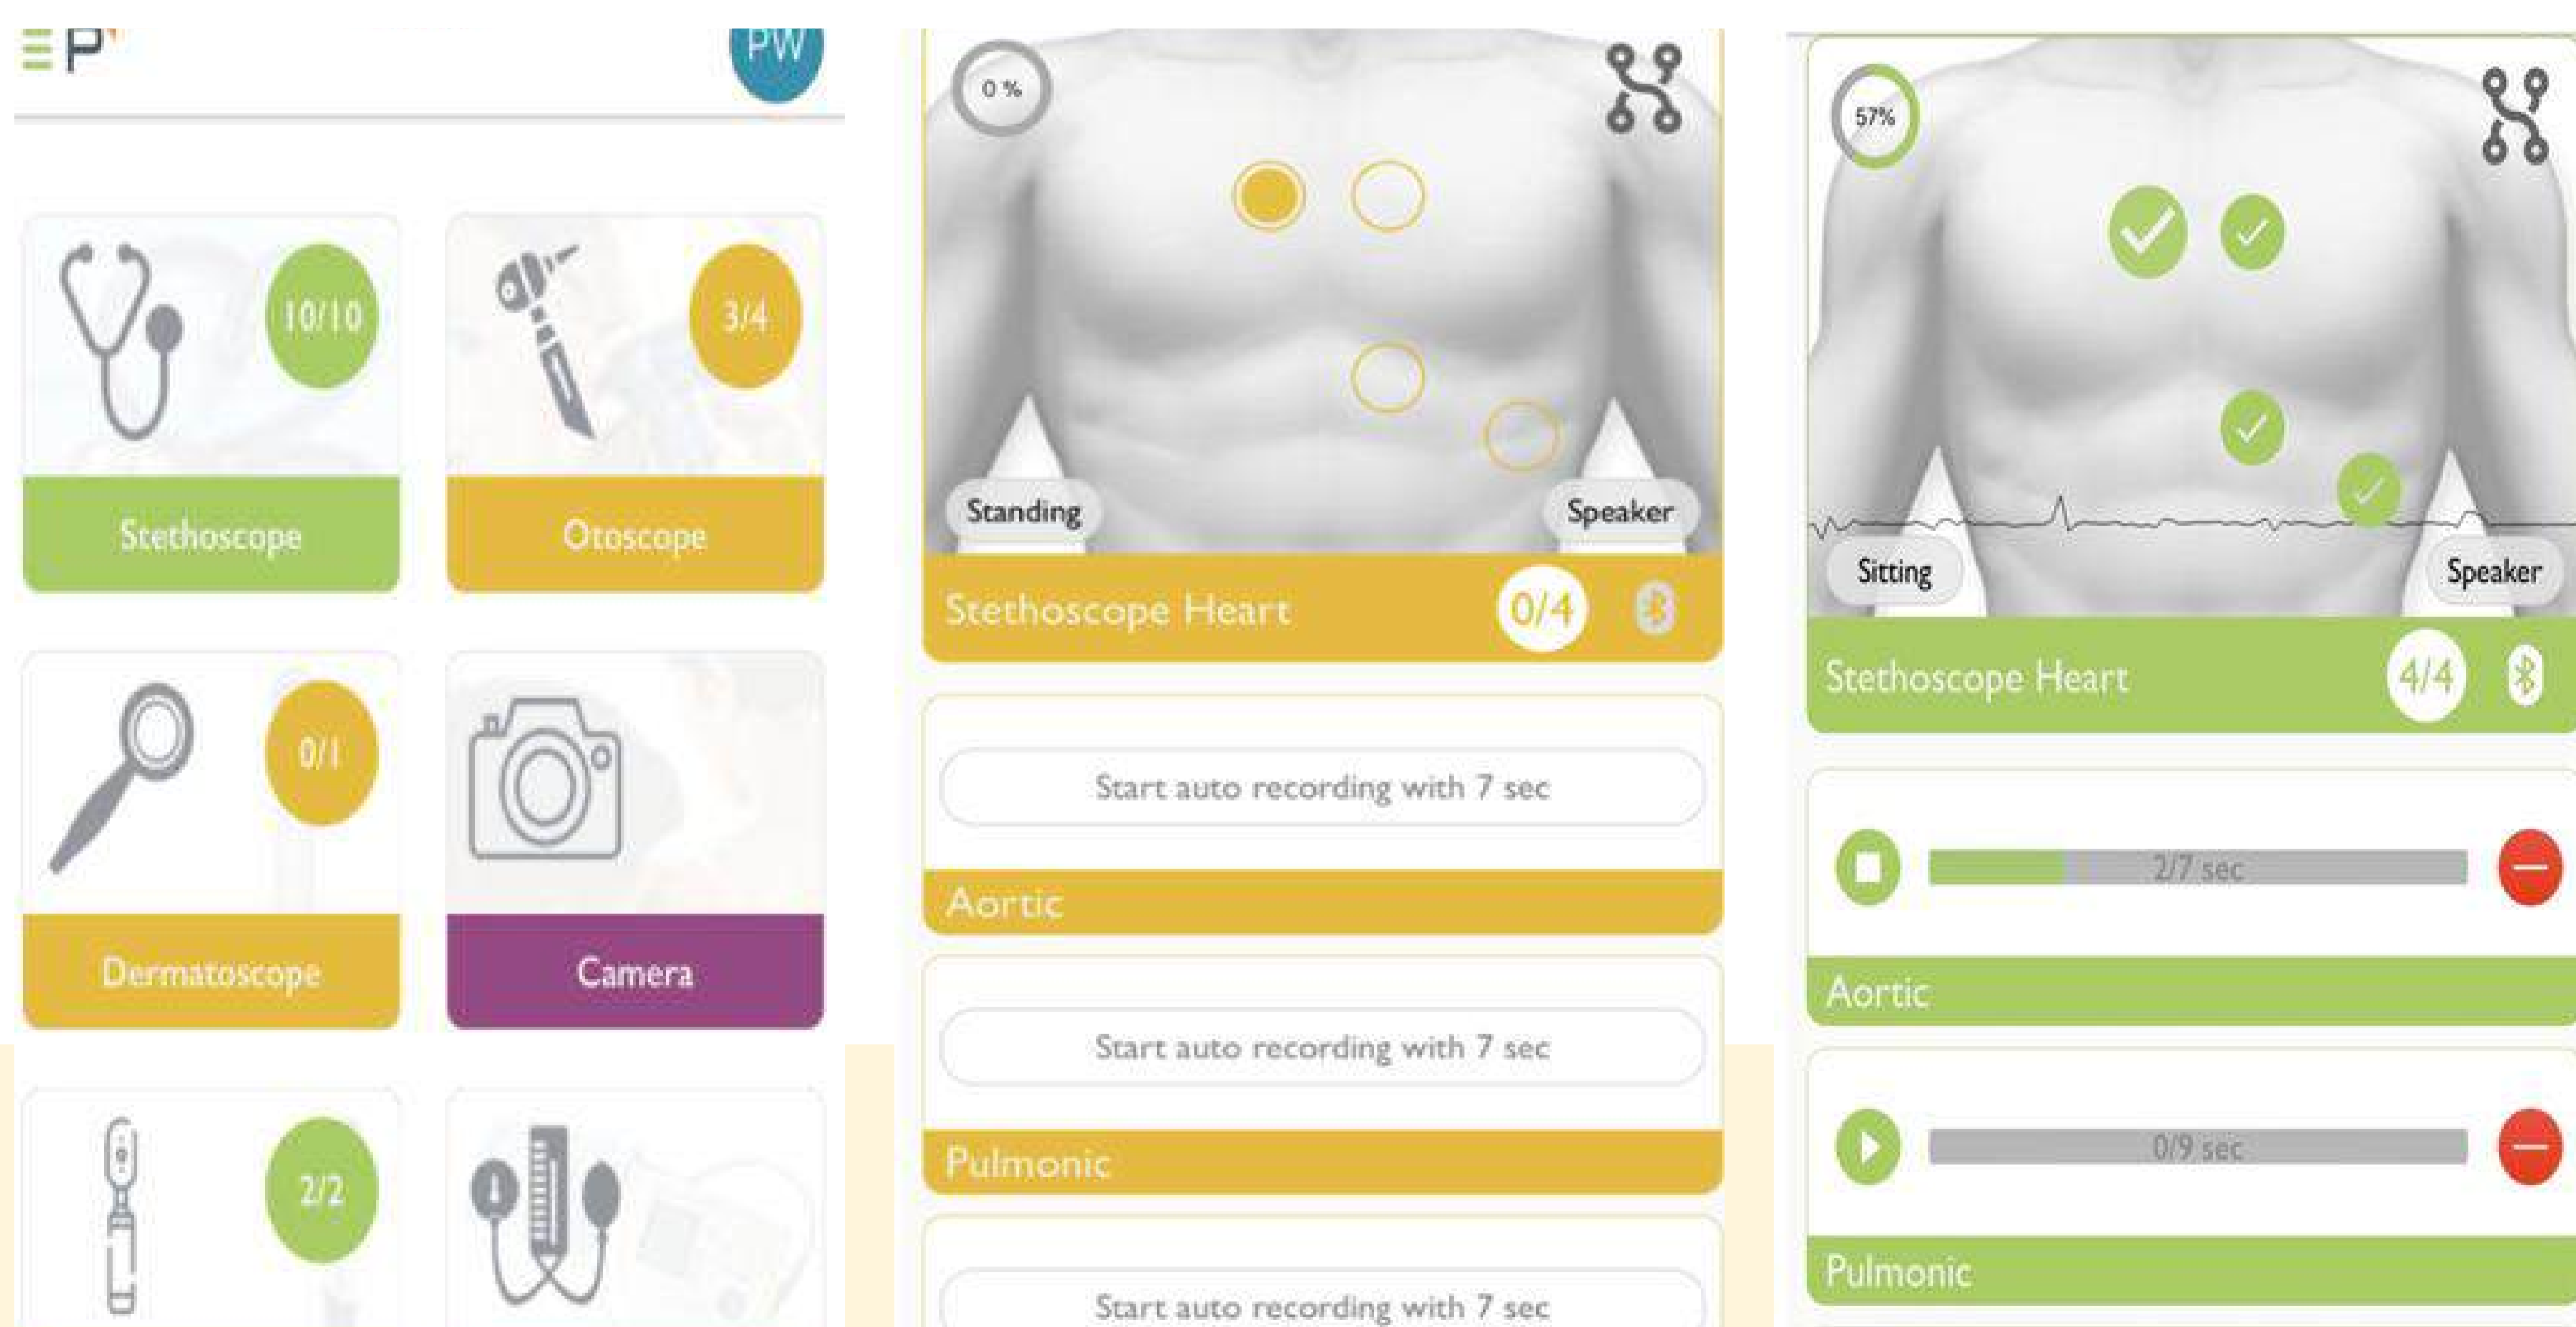 P
PW
10/10
3/4
Stethoscope
Otoscope
0/1
Dermatoscope
Camera
2/2
0 %
Standing
Speaker
Stethoscope Heart
0/4
Start auto recording with 7 sec
Aortic
Start auto recording with 7 sec
Pulmonic
Start auto recording with 7 sec
57%
Sitting
Speaker
Stethoscope Heart
4/4
2/7 sec
Aortic
0/9 sec
Pulmonic